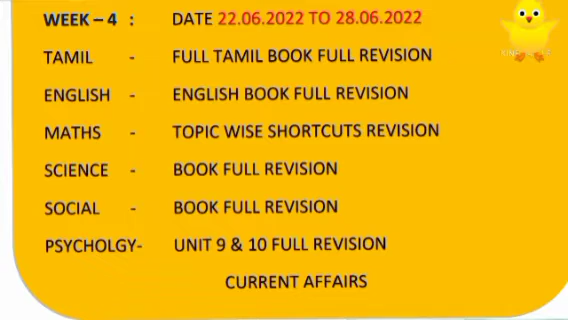 WEEK – 4 : DATE 22.06.2022 TO 28.06.2022
TAMIL - FULL TAMIL BOOK FULL REVISION
ENGLISH - ENGLISH BOOK FULL REVISION
MATHS - TOPIC WISE SHORTCUTS REVISION
SCIENCE - BOOK FULL REVISION
SOCIAL - BOOK FULL REVISION
PSYCHOLGY- UNIT 9 & 10 FULL REVISION
CURRENT AFFAIRS